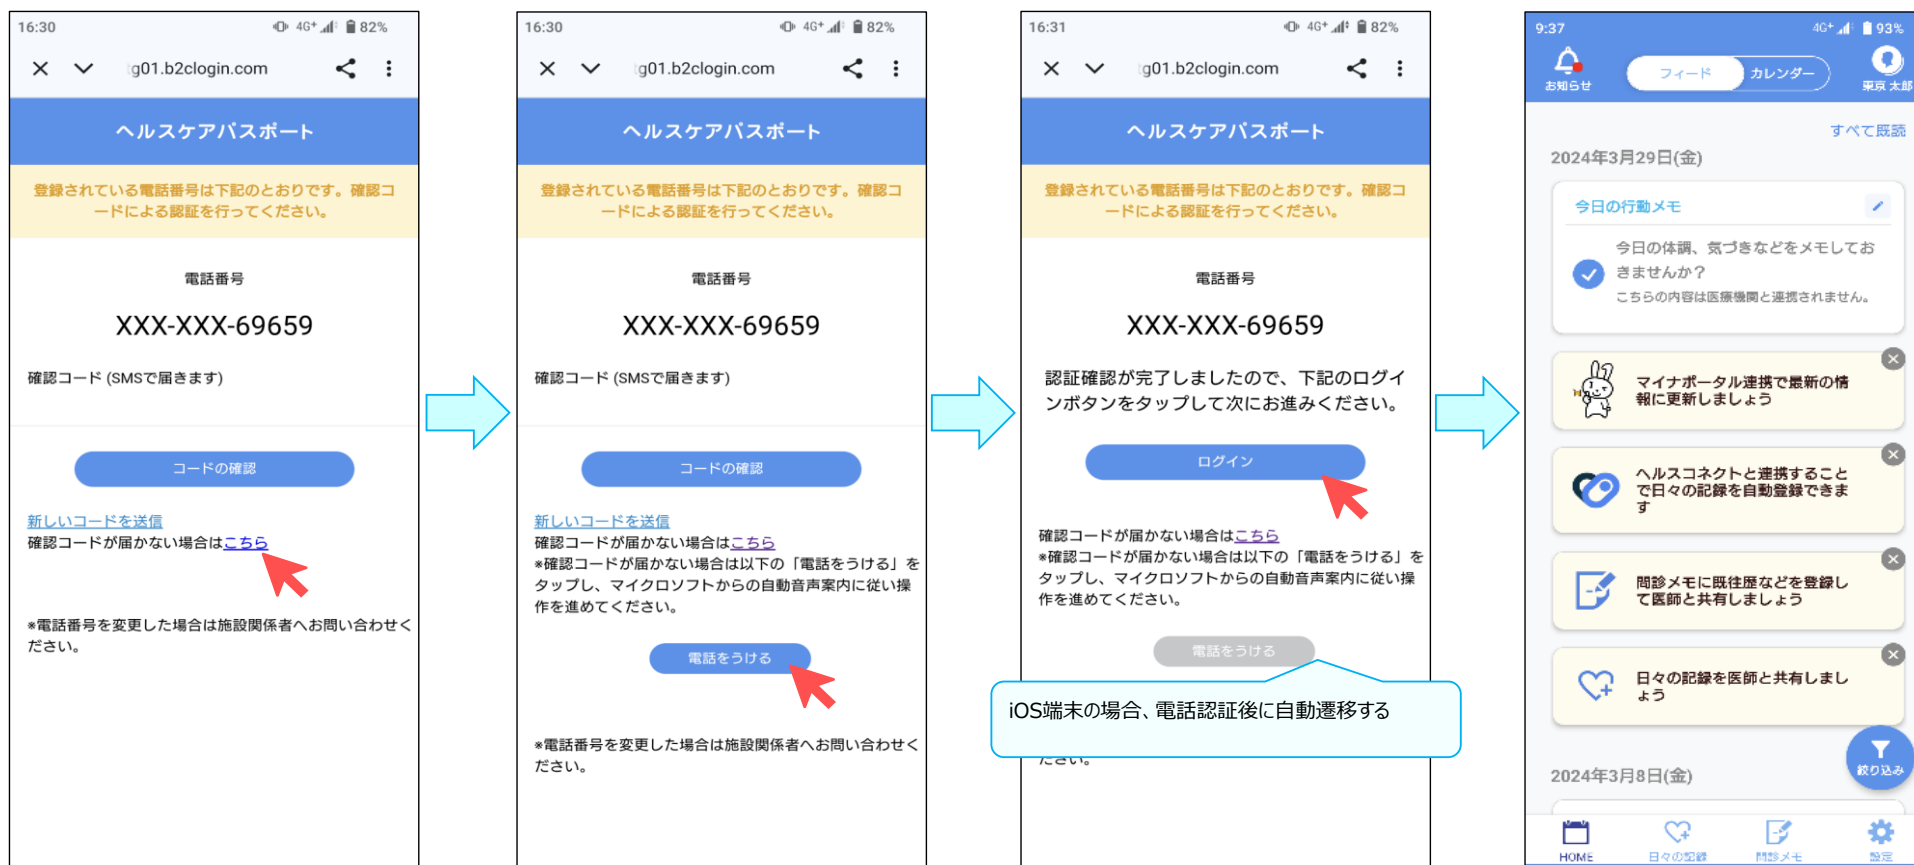 16:30
4G+
82%
g01.b2clogin.com
ヘルスケアパスポート
登録されている電話番号は下記のとおりです。確認コ
ードによる認証を行ってください。
電話番号
XXX-XXX-69659
確認コード (SMSで届きます)
コードの確認
新しいコードを送信
確認コードが届かない場合はこちら
*電話番号を変更した場合は施設関係者へお問い合わせく
ださい。
16:30
4G+
82%
g01.b2clogin.com
ヘルスケアパスポート
登録されている電話番号は下記のとおりです。確認コ
ードによる認証を行ってください。
電話番号
XXX-XXX-69659
確認コード (SMSで届きます)
コードの確認
新しいコードを送信
確認コードが届かない場合はこちら
*確認コードが届かない場合は以下の「電話をうける」を
タップし、マイクロソフトからの自動音声案内に従い操
作を進めてください。
電話をうける
*電話番号を変更した場合は施設関係者へお問い合わせく
ださい。
16:31
4G+
82%
g01.b2clogin.com
ヘルスケアパスポート
登録されている電話番号は下記のとおりです。確認コ
ードによる認証を行ってください。
電話番号
XXX-XXX-69659
認証確認が完了しましたので、下記のログイ
ンボタンをタップして次にお進みください。
ログイン
確認コードが届かない場合はこちら
*確認コードが届かない場合は以下の「電話をうける」を
タップし、マイクロソフトからの自動音声案内に従い操
作を進めてください。
電話をうける
iOS端末の場合、電話認証後に自動遷移する
ださい。
9:37
4G+
93%
お知らせ
フィード
カレンダー
東京 太郎
すべて既読
2024年3月29日(金)
今日の行動メモ
今日の体調、気づきなどをメモしてお
きませんか？
こちらの内容は医療機関と連携されません。
マイナポータル連携で最新の情
報に更新しましょう
ヘルスコネクトと連携すること
で日々の記録を自動登録できま
す
問診メモに既往歴などを登録し
て医師と共有しましょう
日々の記録を医師と共有しまし
ょう
絞り込み
2024年3月8日(金)
HOME
日々の記録
問診メモ
設定